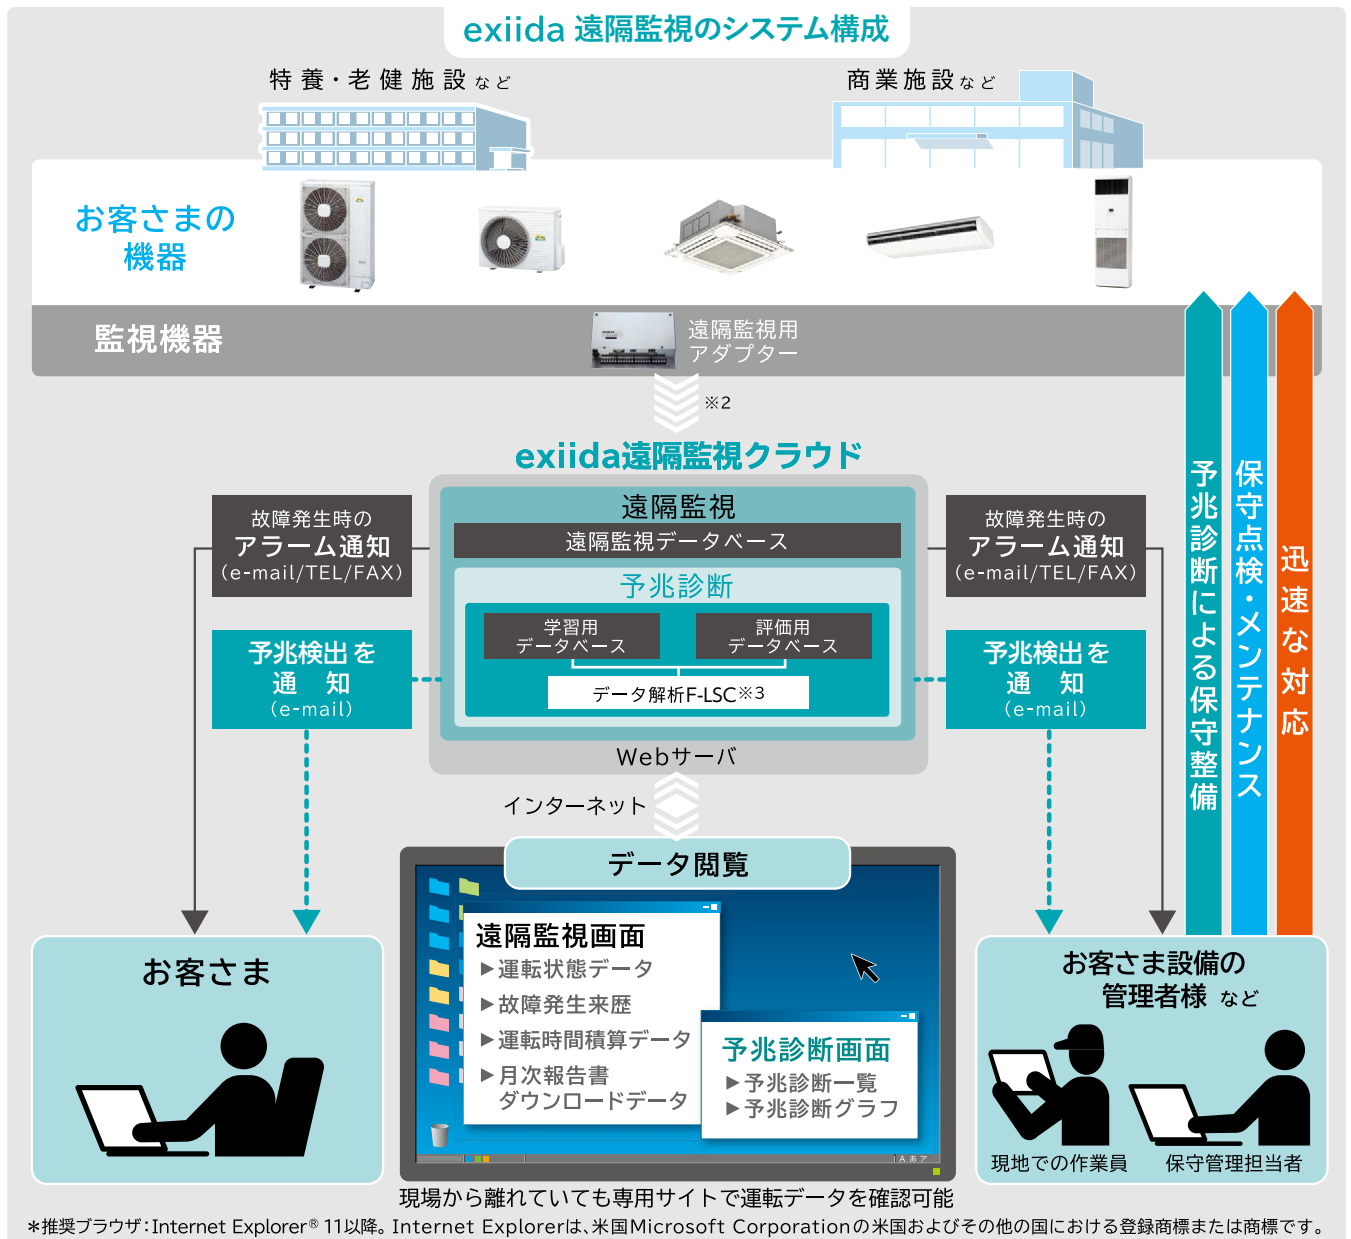 exiida 遠隔監視のシステム構成
特養・老健施設 など
商業施設など
お客さまの
機器
監視機器
遠隔監視用
アダプター
※2
exiida遠隔監視クラウド
故障発生時の
アラーム通知
(e-mail/TEL/FAX)
予兆検出を
通 知
(e-mail)
遠隔監視
遠隔監視データベース
予兆診断
学習用
データベース
評価用
データベース
データ解析F-LSC※3
Webサーバ
故障発生時の
アラーム通知
(e-mail/TEL/FAX)
予兆検出を
通 知
(e-mail)
予兆診断による保守整備
保守点検・メンテナンス
迅速な対応
インターネット
データ閲覧
遠隔監視画面
▶運転状態データ
▶故障発生来歴
▶運転時間積算データ
▶月次報告書
ダウンロードデータ
予兆診断画面
▶予兆診断一覧
▶予兆診断グラフ
A あ ア
お客さま
お客さま設備の
管理者様 など
現地での作業員
保守管理担当者
現場から離れていても専用サイトで運転データを確認可能
*推奨ブラウザ:Internet Explorer® 11以降。Internet Explorerは、米国Microsoft Corporationの米国およびその他の国における登録商標または商標です。